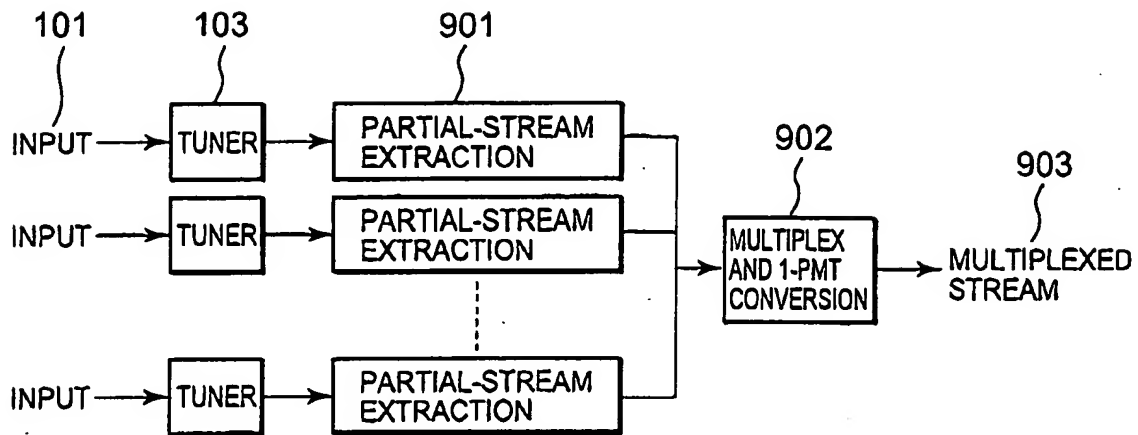 101
103
901
INPUT
TUNER
PARTIAL-STREAM
EXTRACTION
902
903
INPUT
TUNER
PARTIAL-STREAM
EXTRACTION
MULTIPLEX
AND 1-PMT
CONVERSION
MULTIPLEXED
STREAM
INPUT
TUNER
PARTIAL-STREAM
EXTRACTION